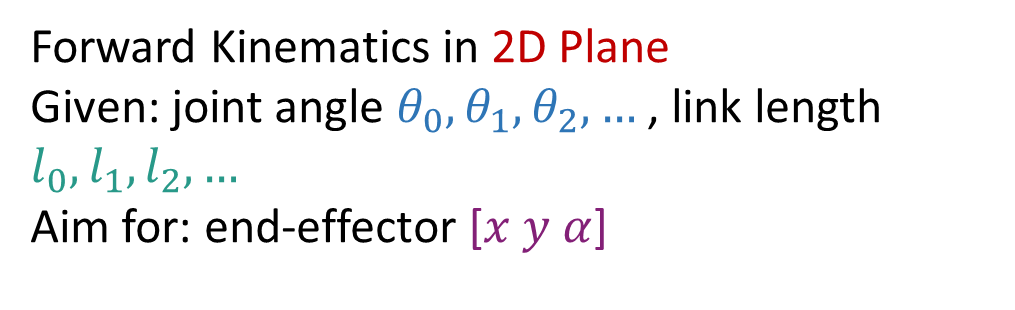 Forward Kinematics in 2D Plane
Given: joint angle θ₀, θ₁, θ₂, … , link length
l₀, l₁, l₂, …
Aim for: end-effector [x y α]